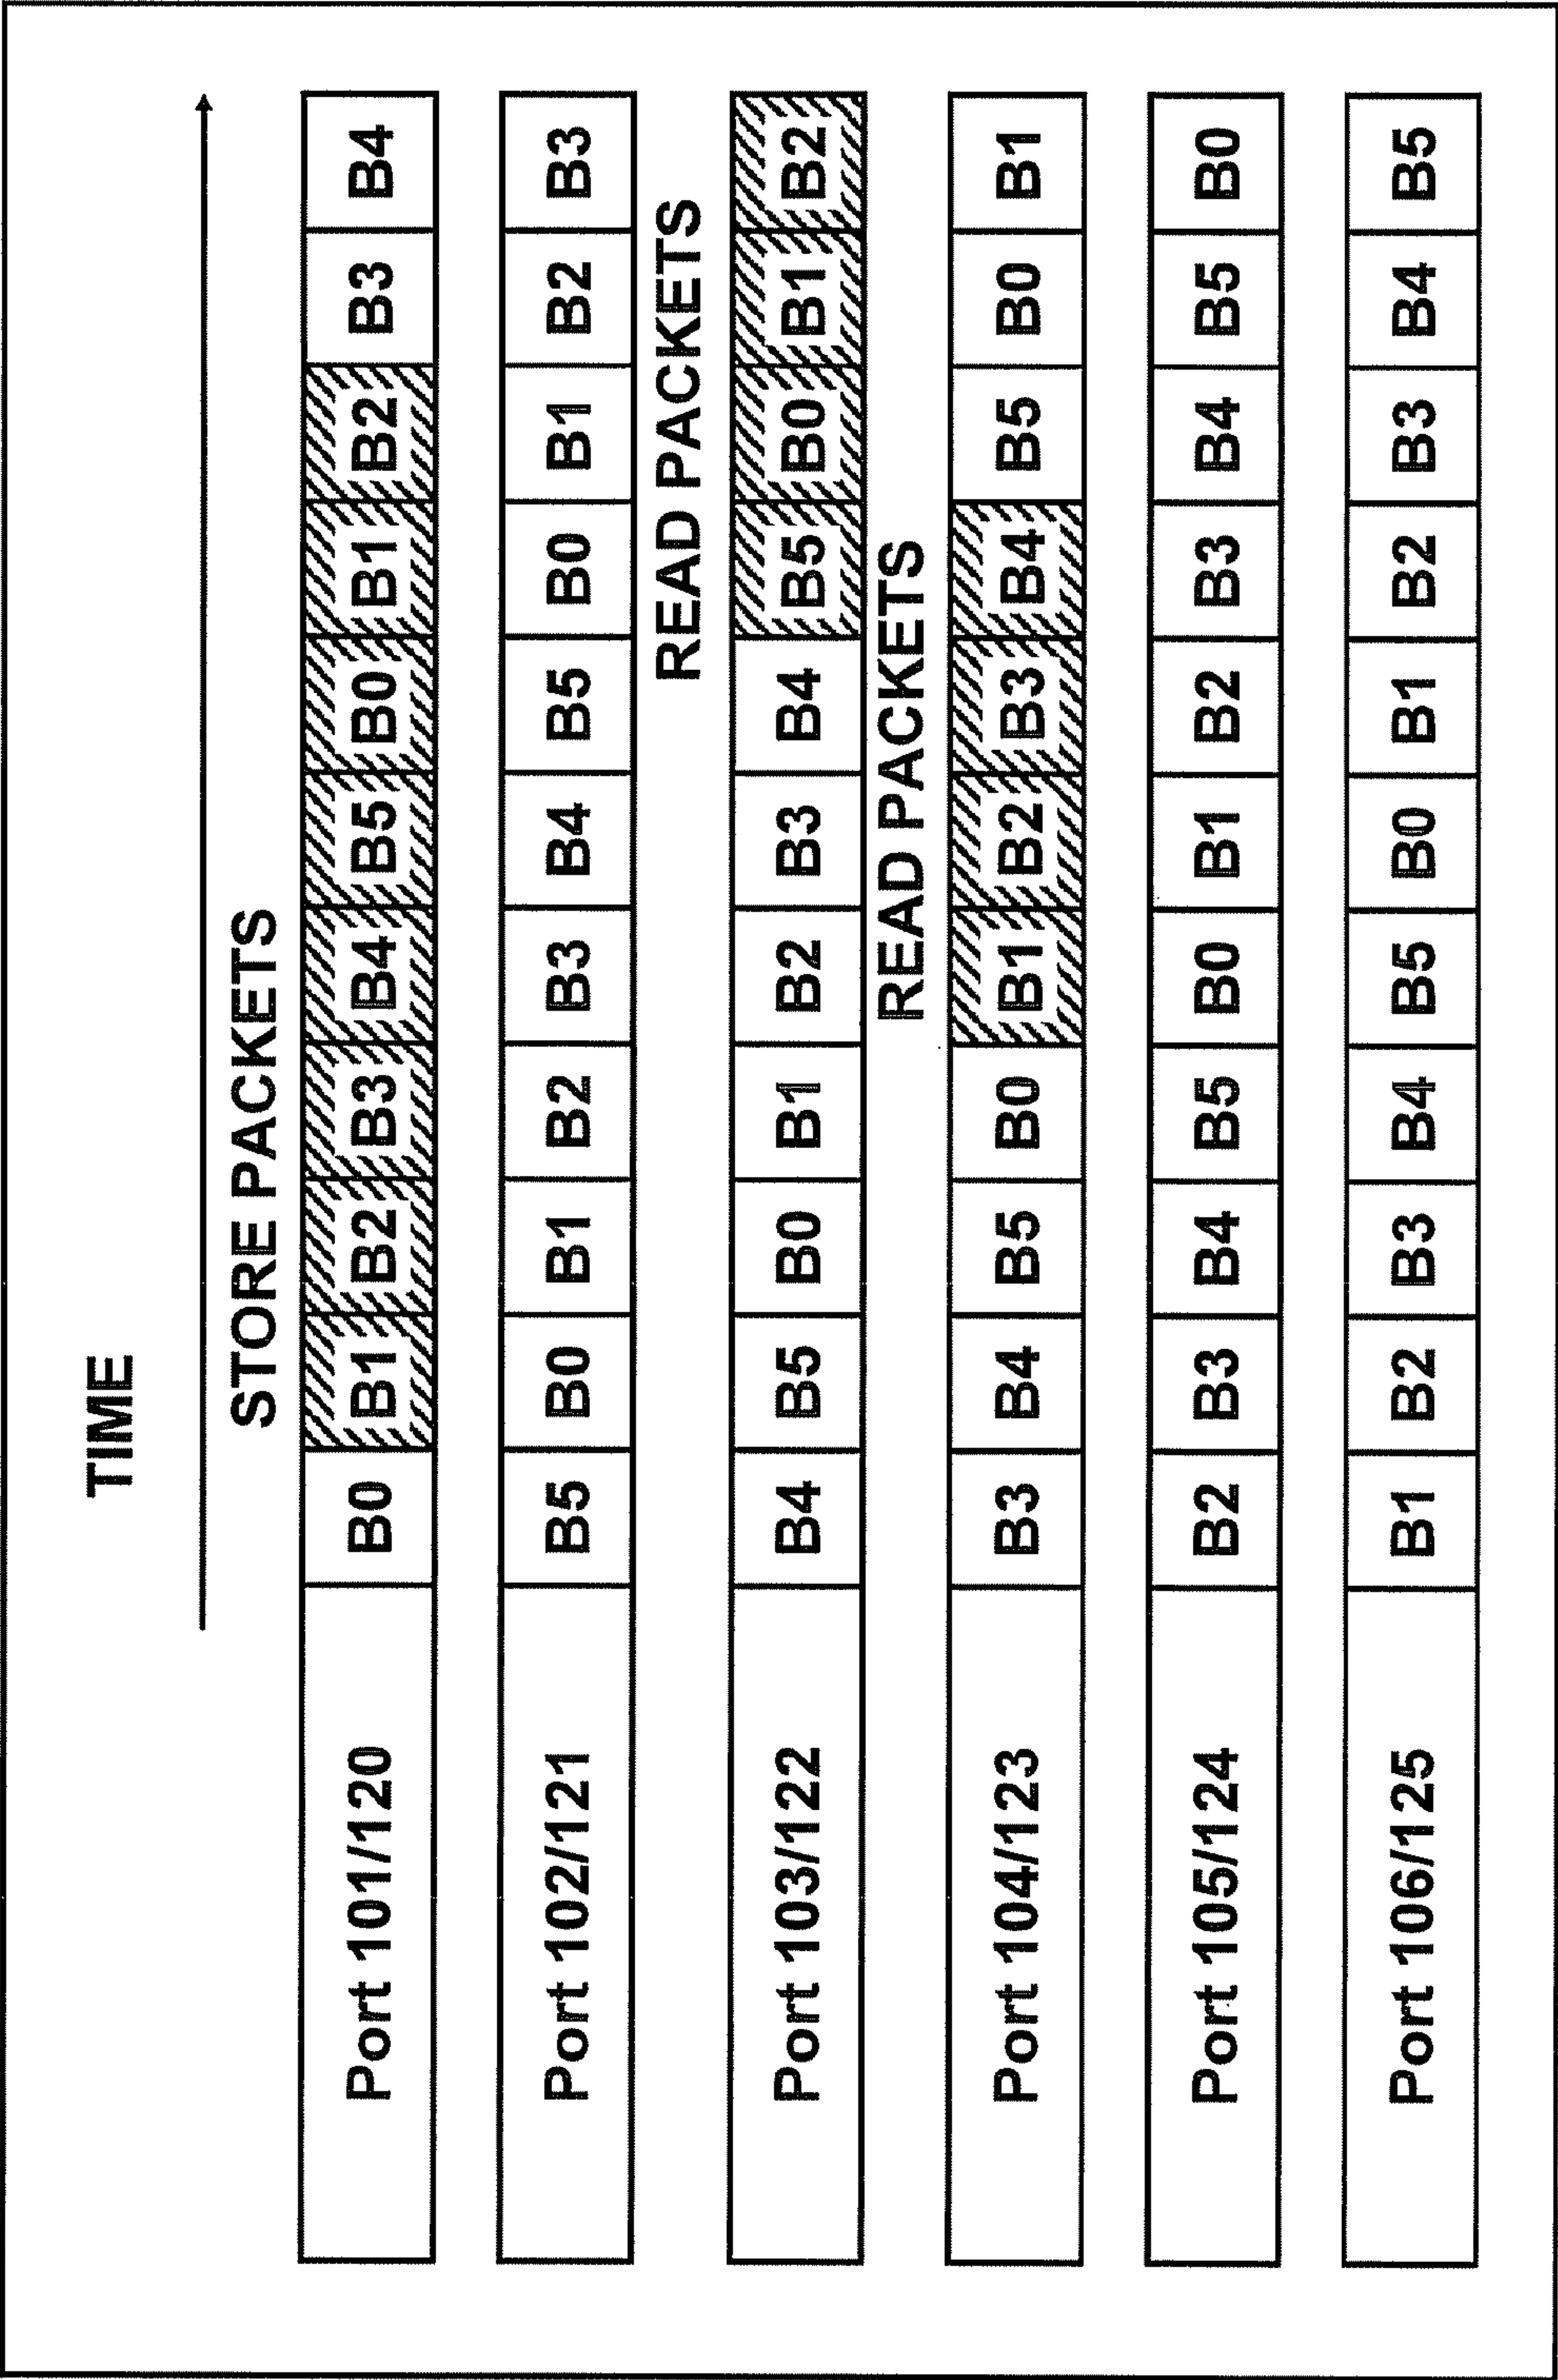 TIME
STORE PACKETS
Port 101/120 B0 B1 B2 B3 B4 B5 B0 B1 B2 B3 B4
Port 102/121 B5 B0 B1 B2 B3 B4 B5 B0 B1 B2 B3
READ PACKETS
Port 103/122 B4 B5 B0 B1 B2 B3 B4 B5 B0 B1 B2
READ PACKETS
Port 104/123 B3 B4 B5 B0 B1 B2 B3 B4 B5 B0 B1
Port 105/124 B2 B3 B4 B5 B0 B1 B2 B3 B4 B5 B0
Port 106/125 B1 B2 B3 B4 B5 B0 B1 B2 B3 B4 B5